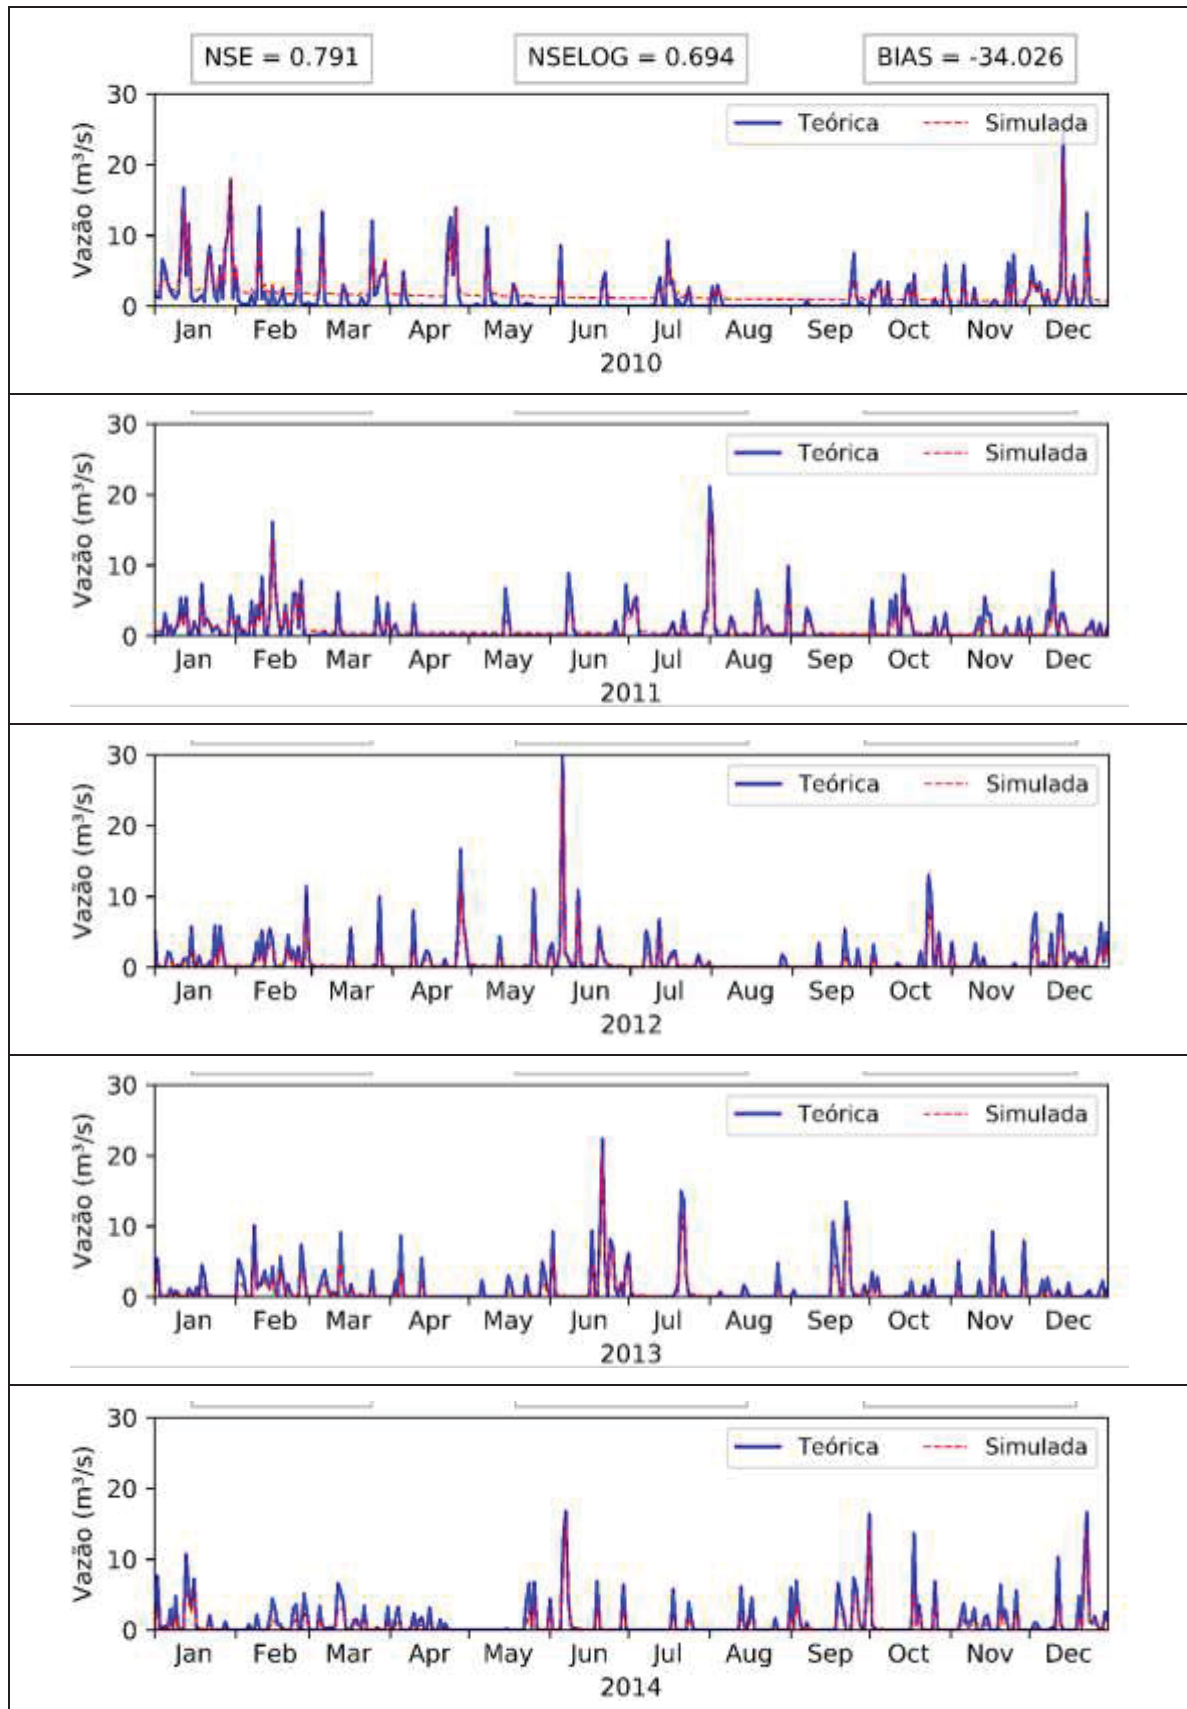 NSE = 0.791 NSELOG = 0.694 BIAS = -34.026
30
Teórica Simulada
20
10
0
Vazão (m³/s)
Jan Feb Mar Apr May Jun Jul Aug Sep Oct Nov Dec
2010
30
Teórica Simulada
20
10
0
Vazão (m³/s)
Jan Feb Mar Apr May Jun Jul Aug Sep Oct Nov Dec
2011
30
Teórica Simulada
20
10
0
Vazão (m³/s)
Jan Feb Mar Apr May Jun Jul Aug Sep Oct Nov Dec
2012
30
Teórica Simulada
20
10
0
Vazão (m³/s)
Jan Feb Mar Apr May Jun Jul Aug Sep Oct Nov Dec
2013
30
Teórica Simulada
20
10
0
Vazão (m³/s)
Jan Feb Mar Apr May Jun Jul Aug Sep Oct Nov Dec
2014